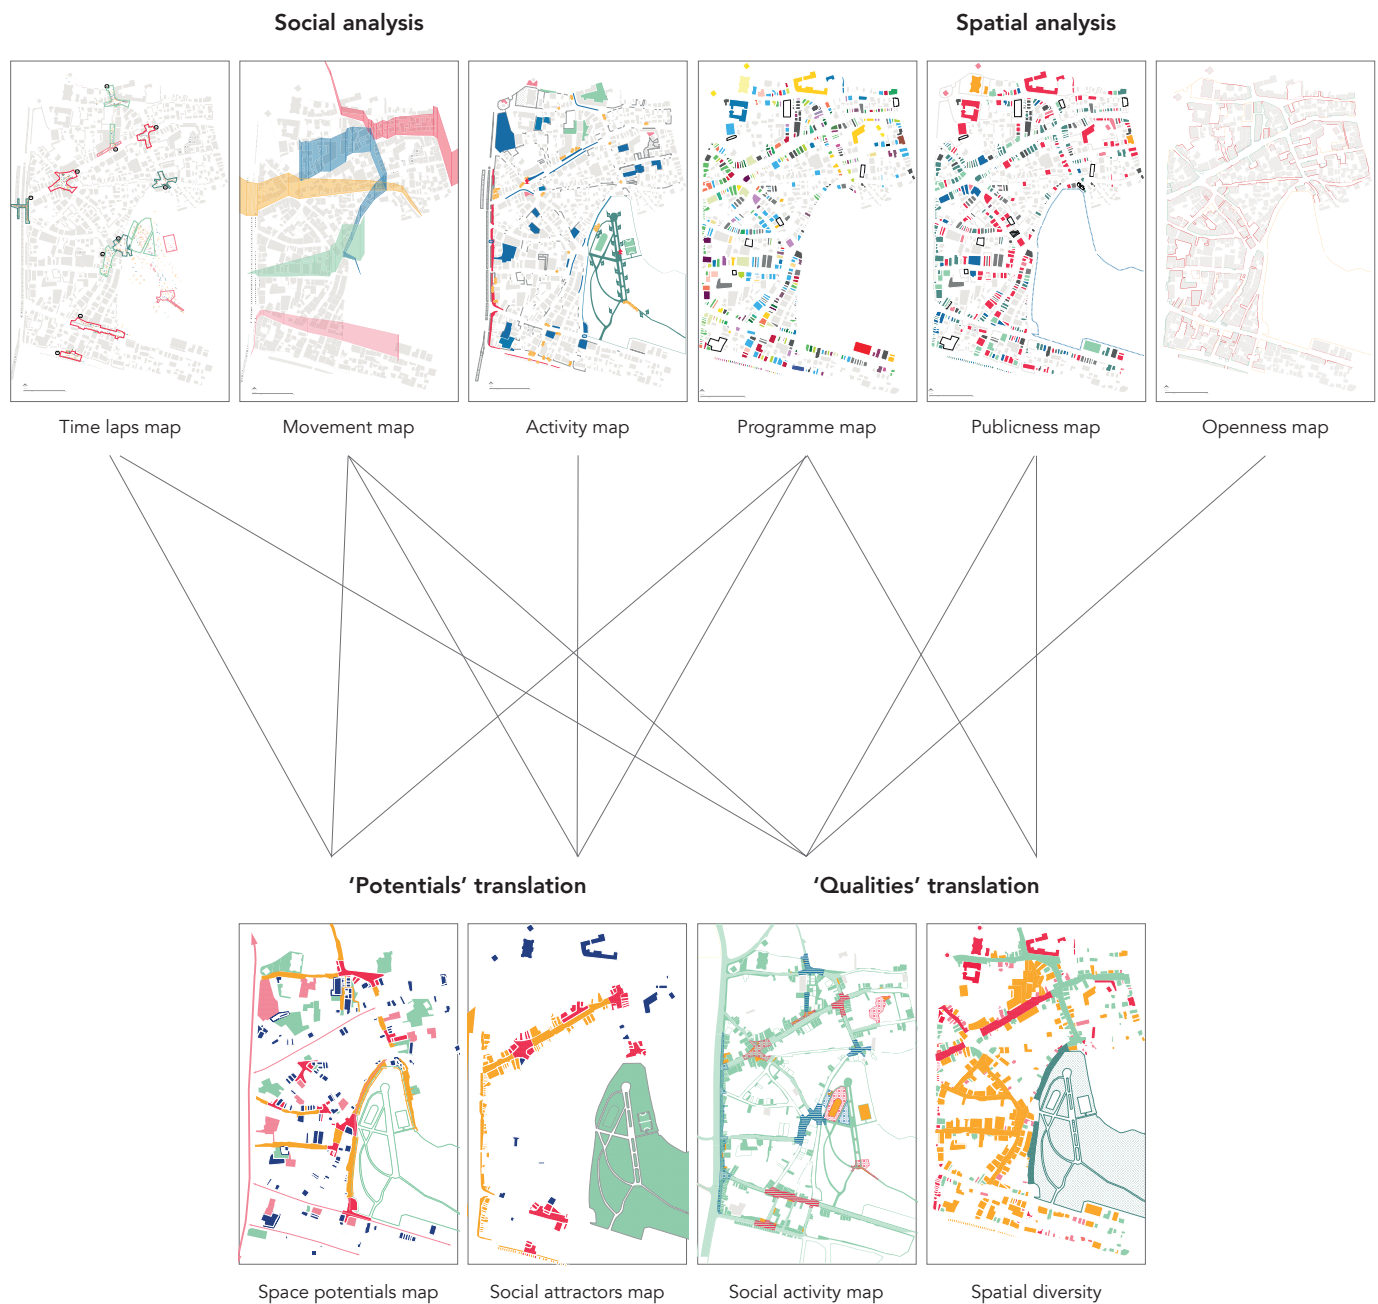 Social analysis
Spatial analysis
Time laps map
Movement map
Activity map
Programme map
Publicness map
Openness map
‘Potentials’ translation
‘Qualities’ translation
Space potentials map
Social attractors map
Social activity map
Spatial diversity